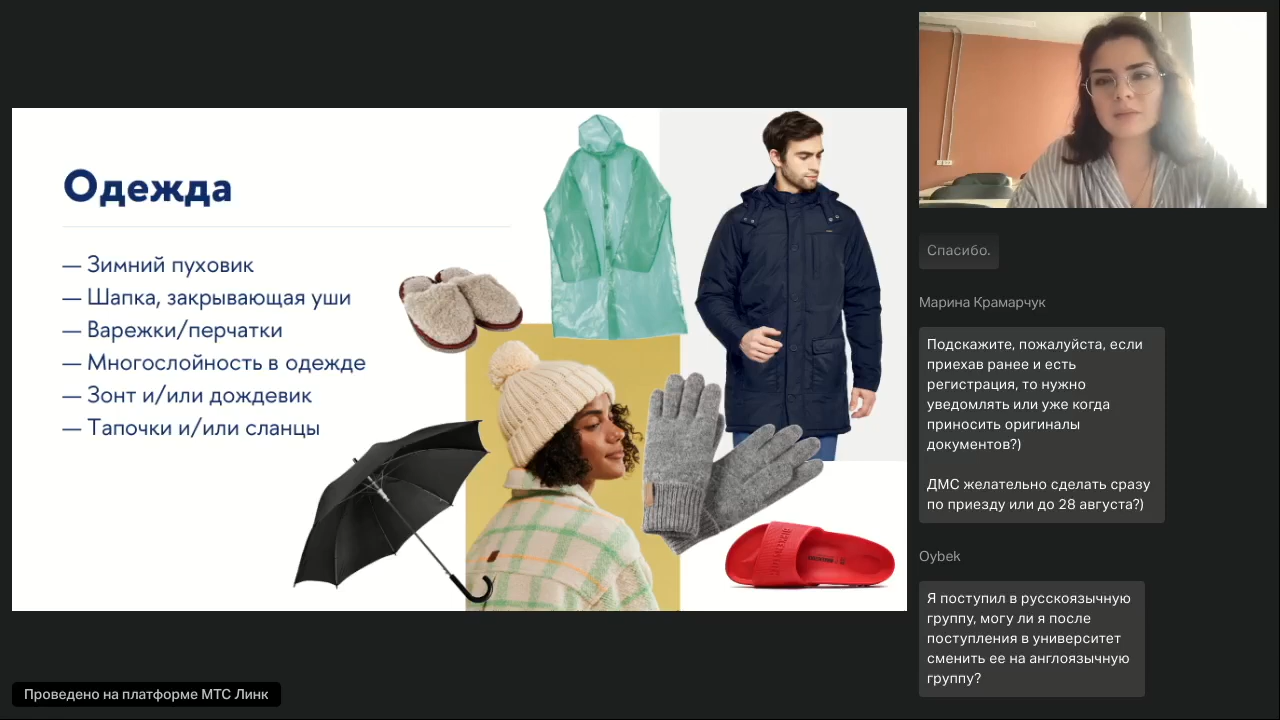 Одежда
— Зимний пуховик
— Шапка, закрывающая уши
— Варежки/перчатки
— Многослойность в одежде
— Зонт и/или дождевик
— Тапочки и/или сланцы
Проведено на платформе МТС Линк
Спасибо.
Марина Крамарчук
Подскажите, пожалуйста, если
приехав ранее и есть
регистрация, то нужно
уведомлять или уже когда
приносить оригиналы
документов?)
ДМС желательно сделать сразу
по приезду или до 28 августа?)
Oybek
Я поступил в русскоязычную
группу, могу ли я после
поступления в университет
сменить ее на англоязычную
группу?